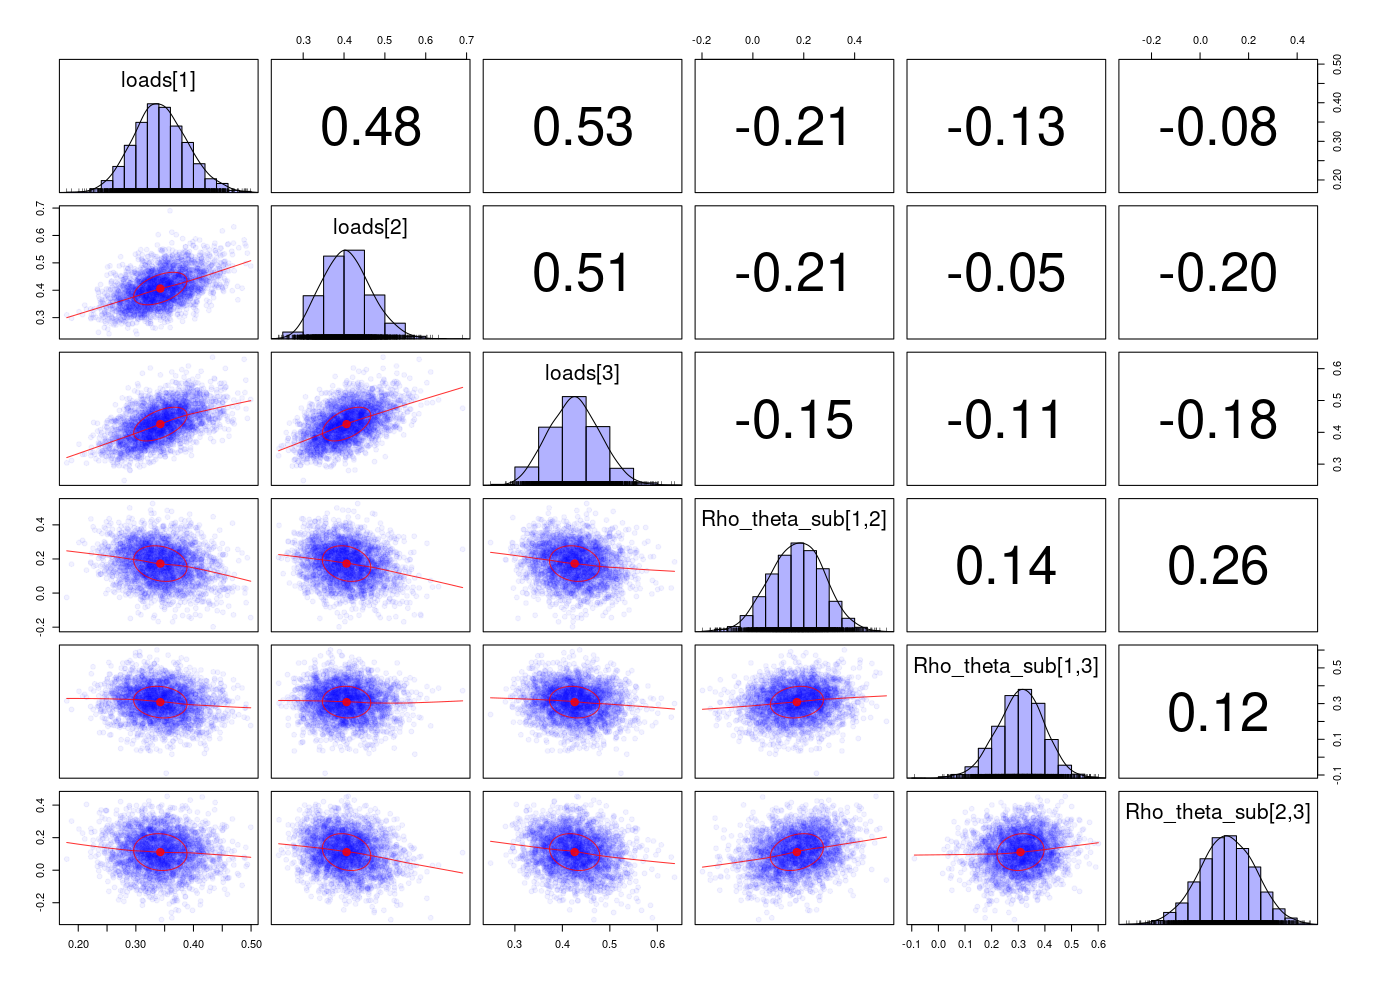 0.3 0.4 0.5 0.6 0.7 -0.2 0.0 0.2 0.4 -0.2 0.0 0.2 0.4
loads[1] 0.48 0.53 -0.21 -0.13 -0.08
0.20 0.30 0.40 0.50
0.3 0.4 0.5 0.6 0.7
loads[2] 0.51 -0.21 -0.05 -0.20
loads[3] -0.15 -0.11 -0.18
0.3 0.4 0.5 0.6
-0.2 0.0 0.2 0.4
Rho_theta_sub[1,2] 0.14 0.26
Rho_theta_sub[1,3] 0.12
-0.1 0.1 0.3 0.5
-0.2 0.0 0.2 0.4
Rho_theta_sub[2,3]
0.20 0.30 0.40 0.50 0.3 0.4 0.5 0.6 -0.1 0.0 0.1 0.2 0.3 0.4 0.5 0.6